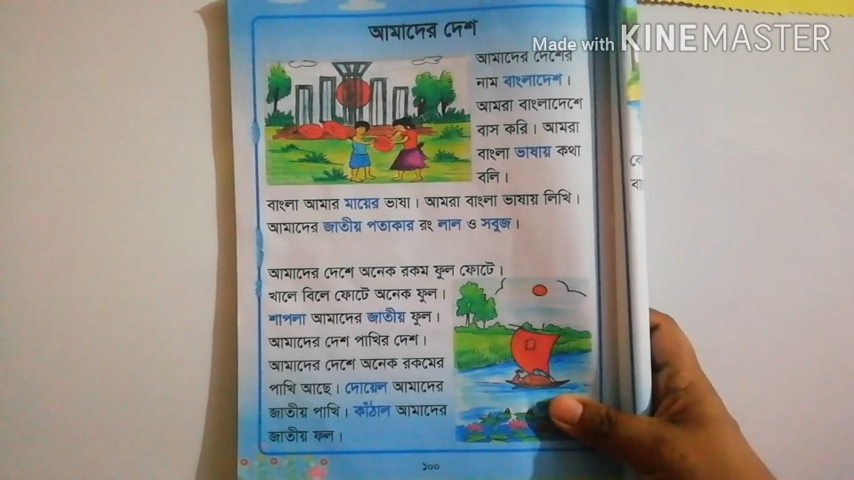 আমাদের দেশ
Made with KINEMASTER
আমাদের দেশের
নাম বাংলাদেশ।
আমরা বাংলাদেশে
বাস করি। আমরা
বাংলা ভাষায় কথা
বলি।
বাংলা আমার মায়ের ভাষা। আমরা বাংলা ভাষায় লিখি।
আমাদের জাতীয় পতাকার রং লাল ও সবুজ।
আমাদের দেশে অনেক রকম ফুল ফোটে।
খালে বিলে ফোটে অনেক ফুল।
শাপলা আমাদের জাতীয় ফুল।
আমাদের দেশ পাখির দেশ।
আমাদের দেশে অনেক রকমের
পাখি আছে। দোয়েল আমাদের
জাতীয় পাখি। কাঁঠাল আমাদের
জাতীয় ফল।
১০০